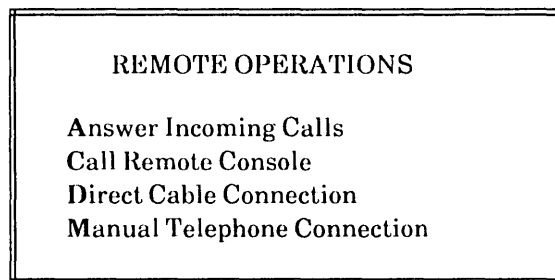 REMOTE OPERATIONS
Answer Incoming Calls
Call Remote Console
Direct Cable Connection
Manual Telephone Connection